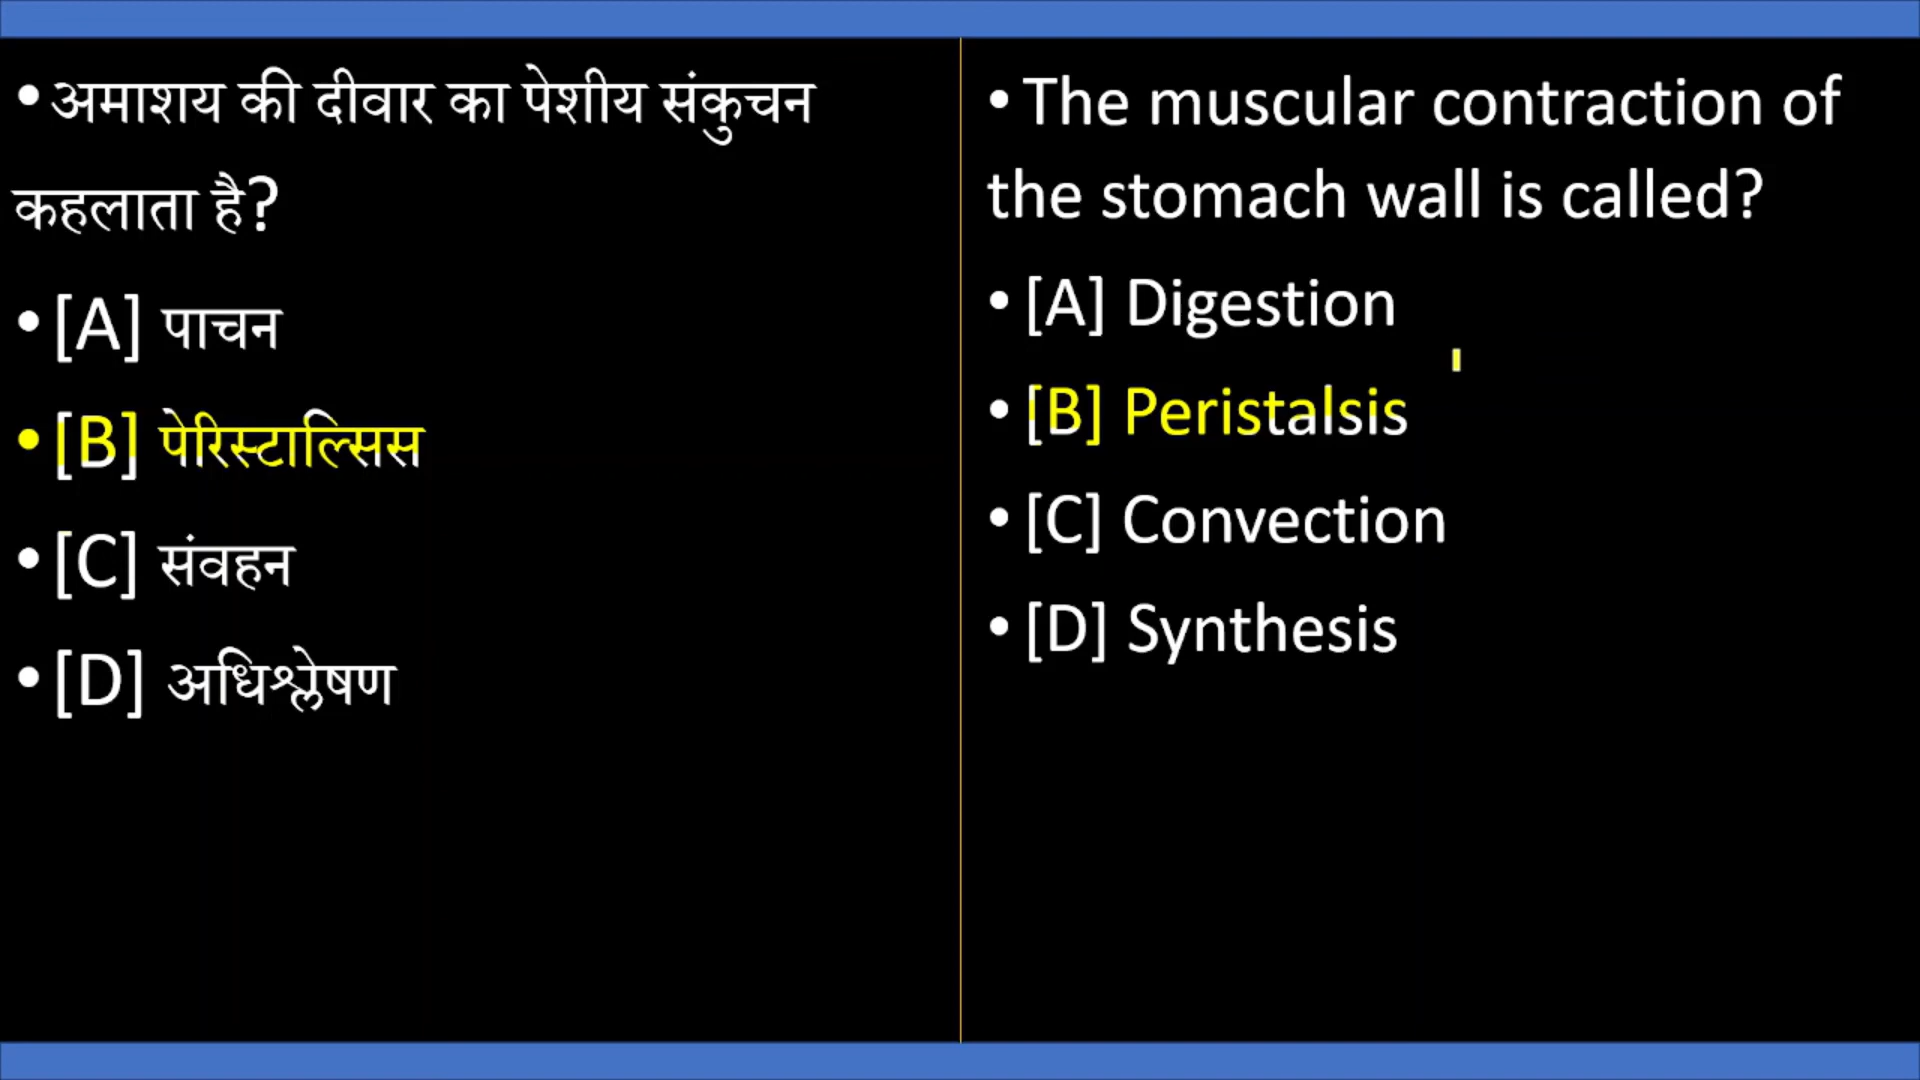 •अमाशय की दीवार का पेशीय संकुचन
कहलाता है?
•[A] पाचन
•[B] पेरिस्टाल्सिस
•[C] संवहन
•[D] अधिश्लेषण
•The muscular contraction of
the stomach wall is called?
•[A] Digestion
•[B] Peristalsis
•[C] Convection
•[D] Synthesis